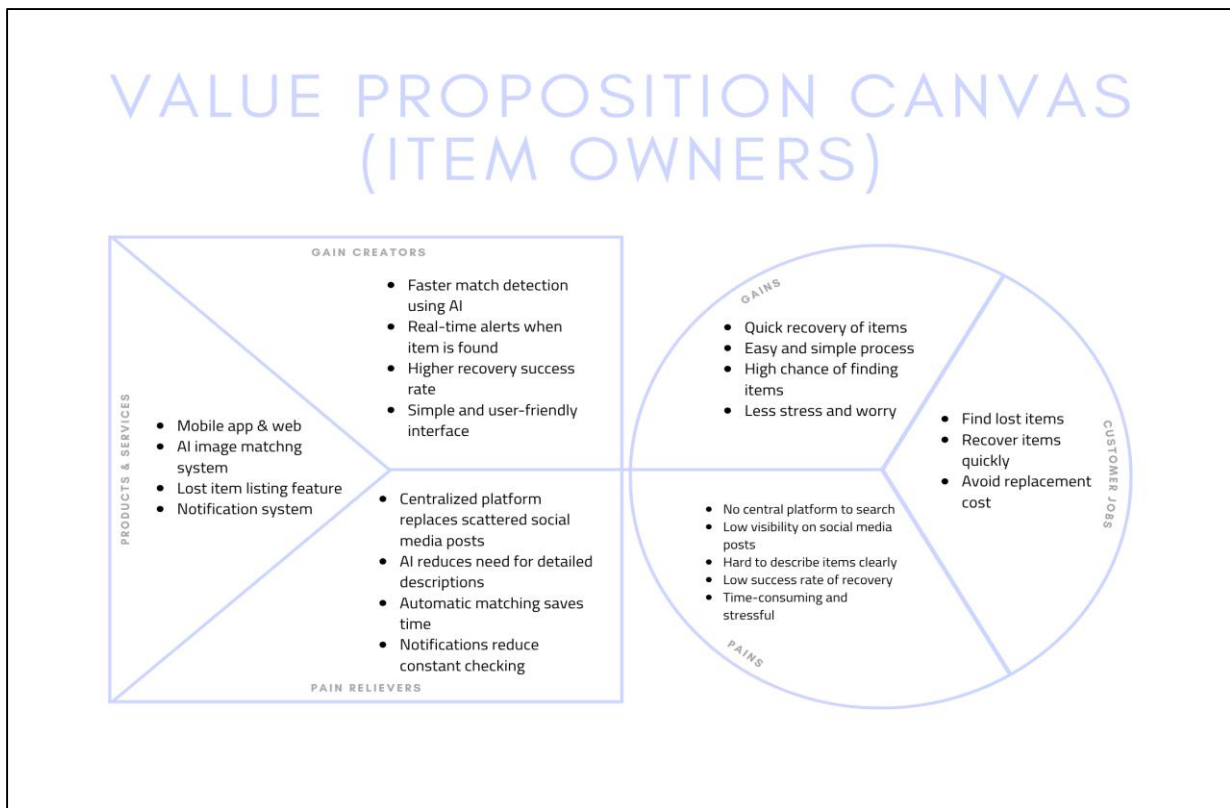 VALUE PROPOSITION CANVAS
(ITEM OWNERS)
GAIN CREATORS
• Faster match detection
using AI
• Real-time alerts when
item is found
• Higher recovery success
rate
• Simple and user-friendly
interface
PRODUCTS & SERVICES
• Mobile app & web
• AI image matchng
system
• Lost item listing feature
• Notification system
• Centralized platform
replaces scattered social
media posts
• AI reduces need for detailed
descriptions
• Automatic matching saves
time
• Notifications reduce
constant checking
PAIN RELIEVERS
GAINS
• Quick recovery of items
• Easy and simple process
• High chance of finding
items
• Less stress and worry
• Find lost items
• Recover items
quickly
• Avoid replacement
cost
CUSTOMER JOBS
• No central platform to search
• Low visibility on social media
posts
• Hard to describe items clearly
• Low success rate of recovery
• Time-consuming and
stressful
PAINS